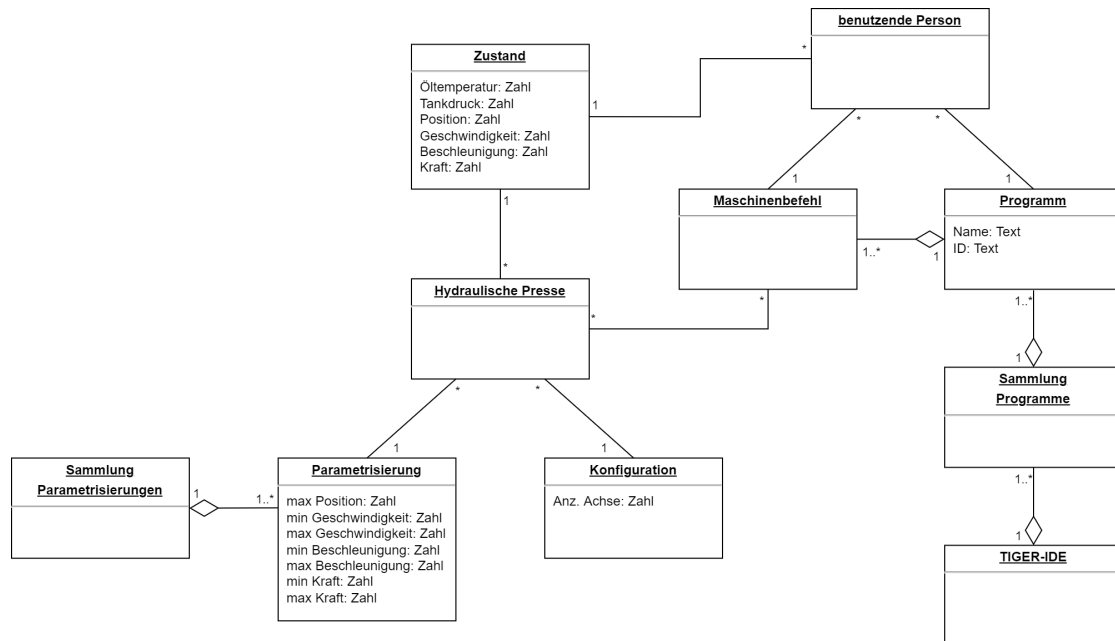 benutzende Person
*
*
*
Zustand
Öltemperatur: Zahl
Tankdruck: Zahl
Position: Zahl
Geschwindigkeit: Zahl
Beschleunigung: Zahl
Kraft: Zahl
1
1
1
1
Maschinenbefehl
1..*
*
Programm
Name: Text
ID: Text
1
1..*
*
Hydraulische Presse
*
*
*
1
Sammlung
Programme
1..*
1
1
Sammlung
Parametrisierungen
1
1..*
Parametrisierung
max Position: Zahl
min Geschwindigkeit: Zahl
max Geschwindigkeit: Zahl
min Beschleunigung: Zahl
max Beschleunigung: Zahl
min Kraft: Zahl
max Kraft: Zahl
Konfiguration
Anz. Achse: Zahl
1
TIGER-IDE